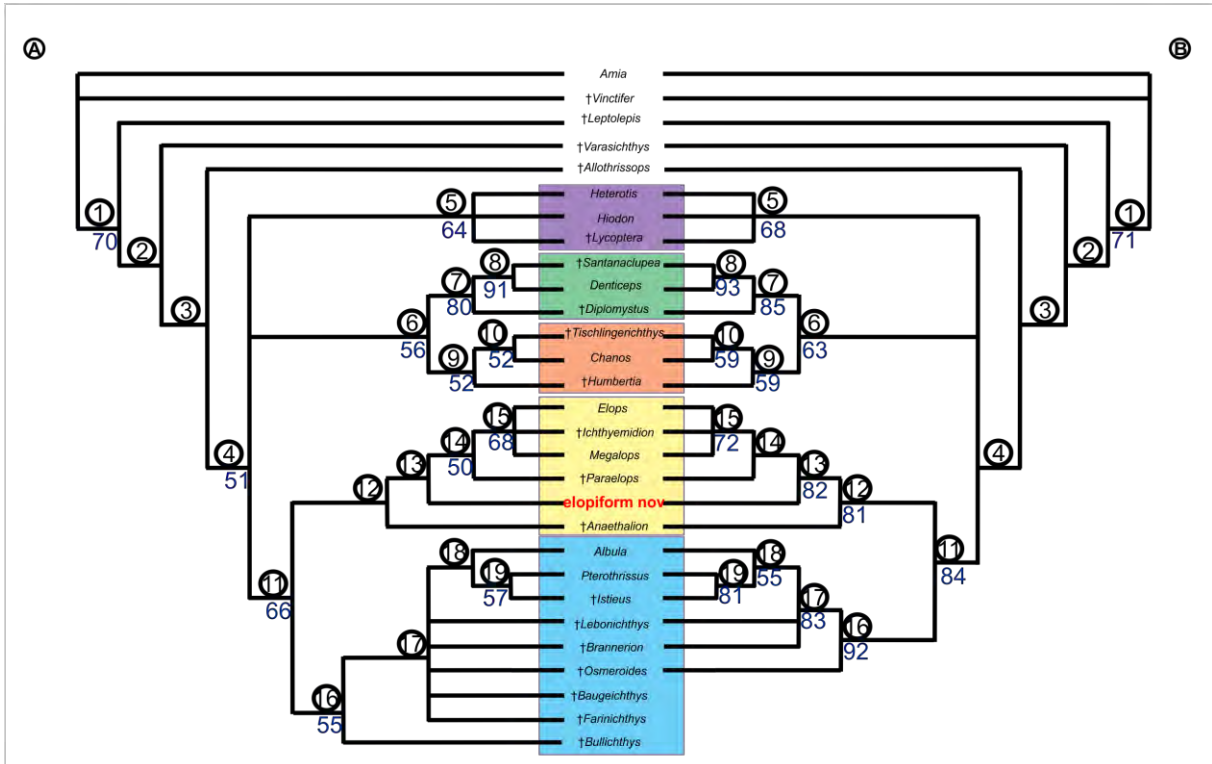 A B
Amia
†Vinctifer
†Leptolepis
†Varasichthys
†Allothrissops
Heterotis
5 5
1 Hiodon 1
64 †Lycoptera 68
70 71
2 8 †Santanaclupea 8 2
7 91 Denticeps 93 7
80 †Diplomystus 85
3 6 10 †Tischlingerichthys 10 6 3
56 9 52 Chanos 59 9 63
52 †Humbertia 59
Elops
15 15
14 68 †Ichthyemidion 72 14
4 13 50 Megalops 13 4
51 †Paraelops 82
12 elopiform nov 12
†Anaethalion 81
18 Albula 18
11 19 Pterothrissus 19 55 11
66 57 †Istieus 81 17 84
†Lebonichthys 83 16
17 †Brannerion 92
†Osmeroides
16 †Baugeichthys
55 †Farinichthys
†Bullichthys